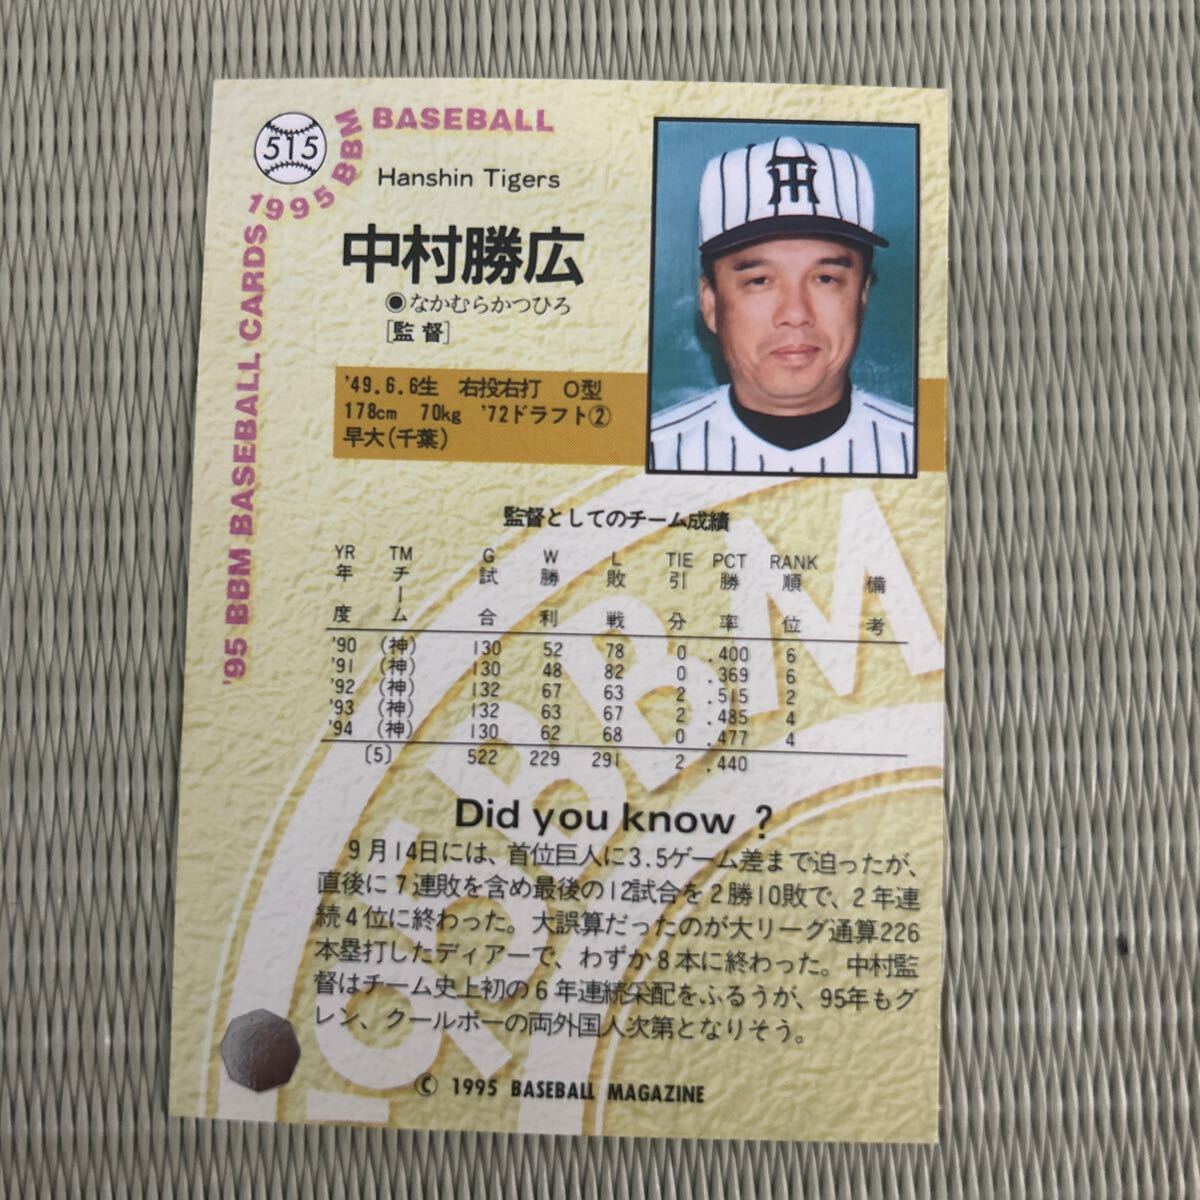 515
1995 BBM BASEBALL
'95 BBM BASEBALL CARDS
Hanshin Tigers
中村勝広
●なかむらかつひろ
[監督]
'49.6.6生 右投右打 O型
178cm 70kg '72ドラフト②
早大(千葉)
TH
監督としてのチーム成績
YR TM G W L TIE PCT RANK
年度 チーム 試合 勝利 敗戦 引分 勝率 順位 備考
'90 (神) 130 52 78 0 .400 6
'91 (神) 130 48 82 0 .369 6
'92 (神) 132 67 63 2 .515 2
'93 (神) 132 63 67 2 .485 4
'94 (神) 130 62 68 0 .477 4
〔5〕 522 229 291 2 .440
Did you know ?
9月14日には、首位巨人に3.5ゲーム差まで迫ったが、
直後に7連敗を含め最後の12試合を2勝10敗で、2年連
続4位に終わった。大誤算だったのが大リーグ通算226
本塁打したディアーで、わずか8本に終わった。中村監
督はチーム史上初の6年連続采配をふるうが、95年もグ
レン、クールボーの両外国人次第となりそう。
© 1995 BASEBALL MAGAZINE
'95 BBM